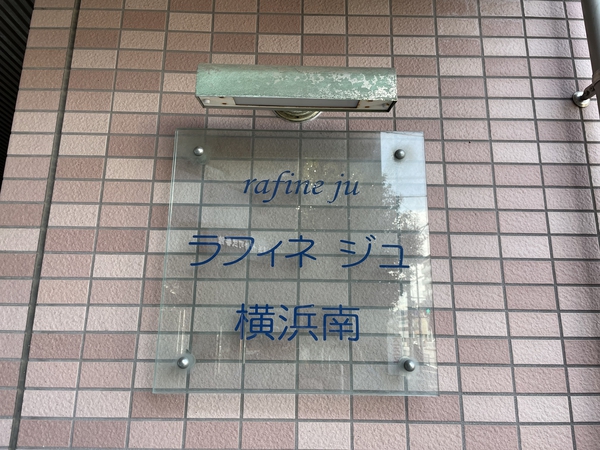 rafine ju
ラフィネ ジュ
横浜南